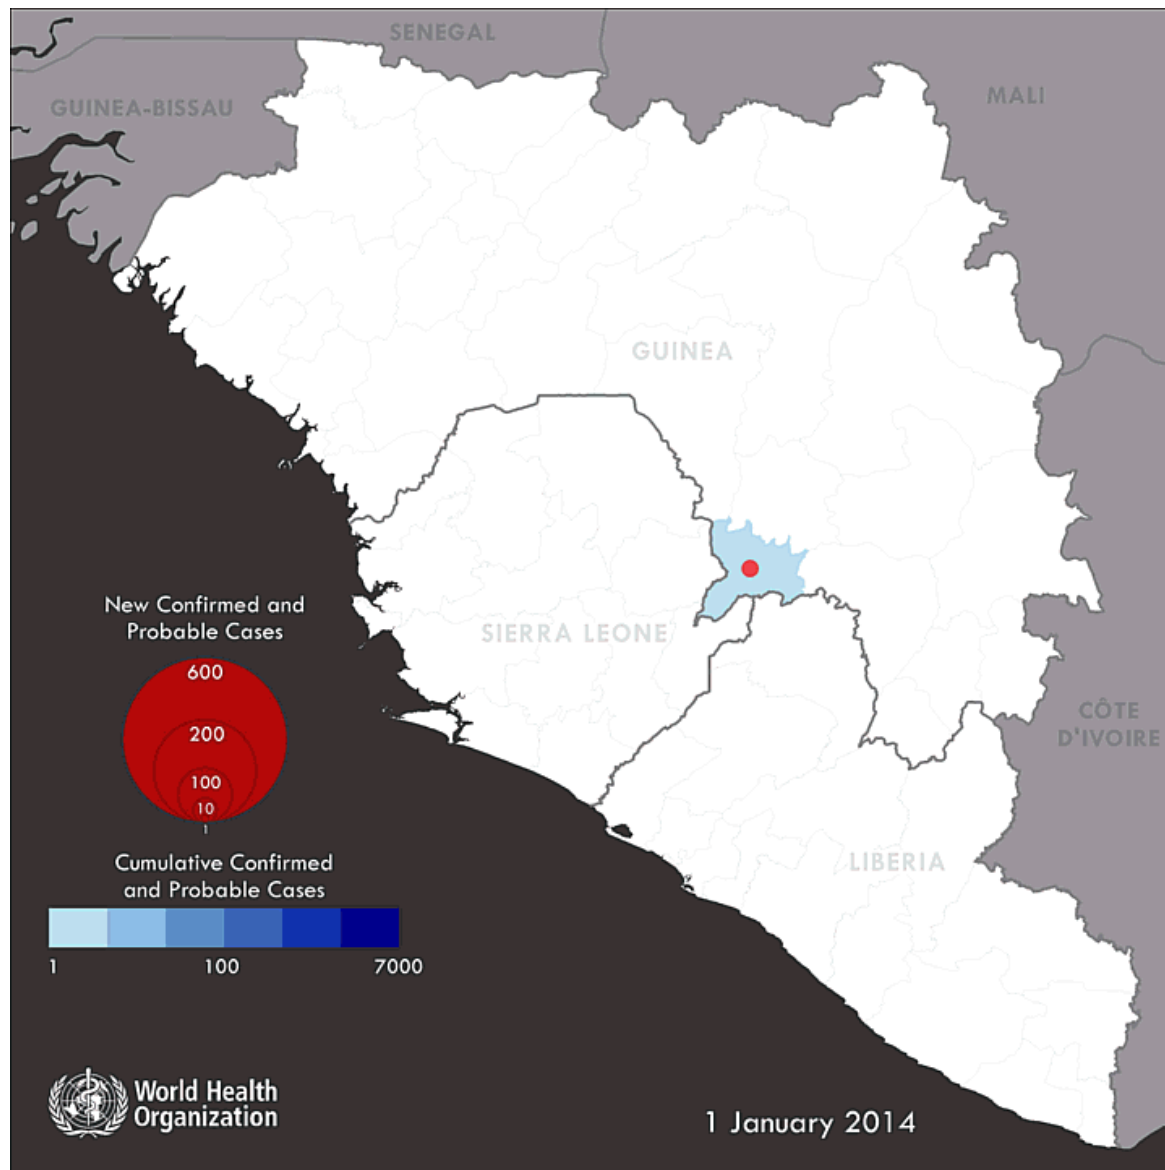 SENEGAL
GUINEA-BISSAU
MALI
GUINEA
SIERRA LEONE
CÔTE
D'IVOIRE
LIBERIA
New Confirmed and
Probable Cases
600
200
100
10
1
Cumulative Confirmed
and Probable Cases
1 100 7000
World Health
Organization
1 January 2014